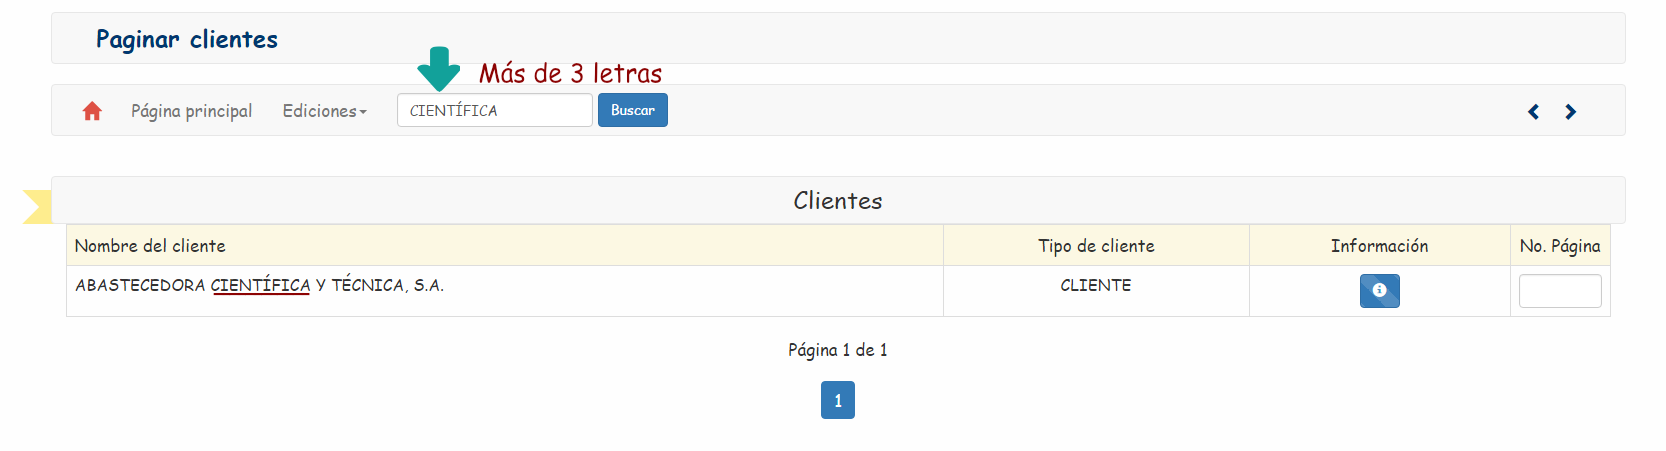 Paginar clientes
Más de 3 letras
Página principal Ediciones CIENTÍFICA Buscar
Clientes
Nombre del cliente Tipo de cliente Información No. Página
ABASTECEDORA CIENTÍFICA Y TÉCNICA, S.A. CLIENTE
Página 1 de 1
1